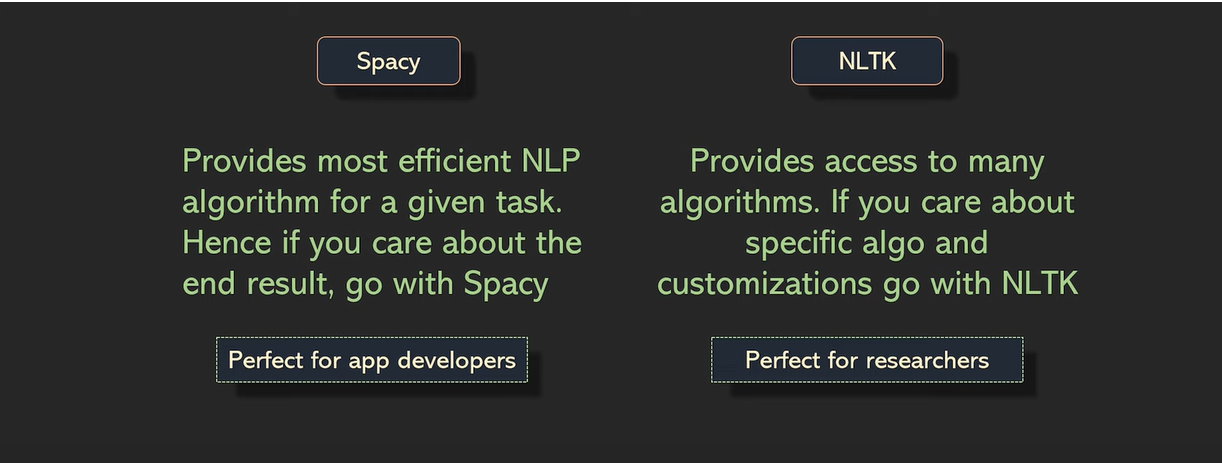 Spacy
Provides most efficient NLP
algorithm for a given task.
Hence if you care about the
end result, go with Spacy
Perfect for app developers
NLTK
Provides access to many
algorithms. If you care about
specific algo and
customizations go with NLTK
Perfect for researchers